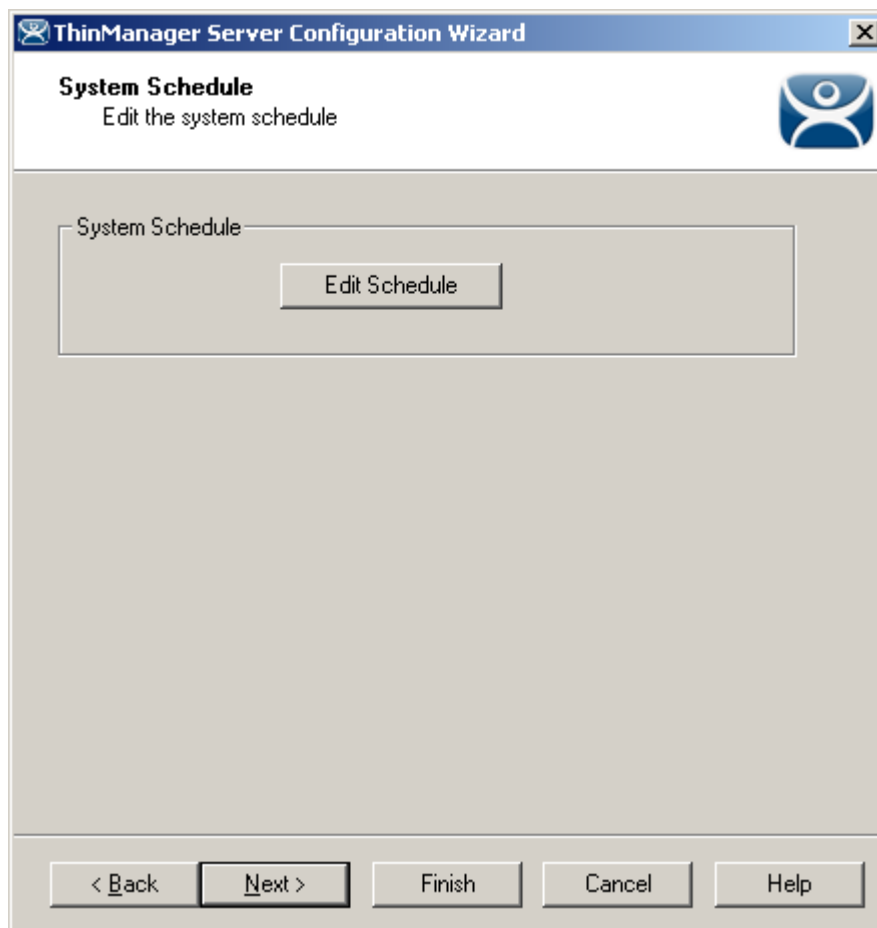 ThinManager Server Configuration Wizard
System Schedule
Edit the system schedule
System Schedule
Edit Schedule
< Back Next > Finish Cancel Help